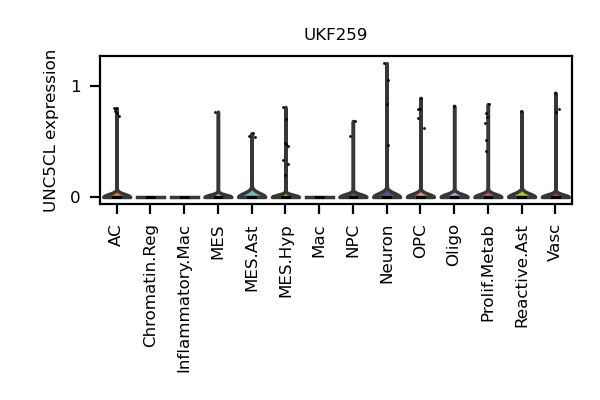 UKF259
UNC5CL expression
1
0
AC
Chromatin.Reg
Inflammatory.Mac
MES
MES.Ast
MES.Hyp
Mac
NPC
Neuron
OPC
Oligo
Prolif.Metab
Reactive.Ast
Vasc